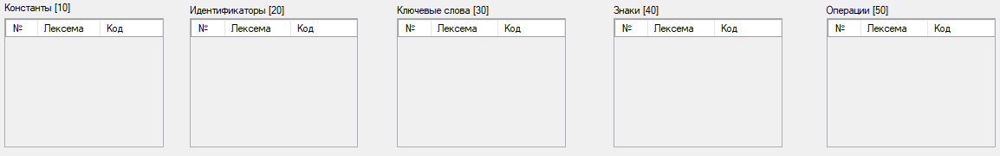 Константы [10]
№ Лексема Код
Идентификаторы [20]
№ Лексема Код
Ключевые слова [30]
№ Лексема Код
Знаки [40]
№ Лексема Код
Операции [50]
№ Лексема Код